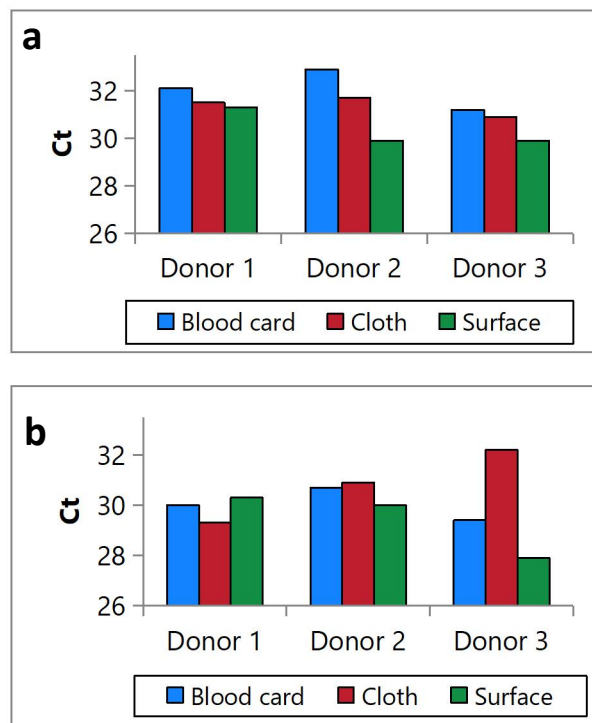 a
Ct
32
30
28
26
Donor 1 Donor 2 Donor 3
Blood card Cloth Surface
b
Ct
32
30
28
26
Donor 1 Donor 2 Donor 3
Blood card Cloth Surface